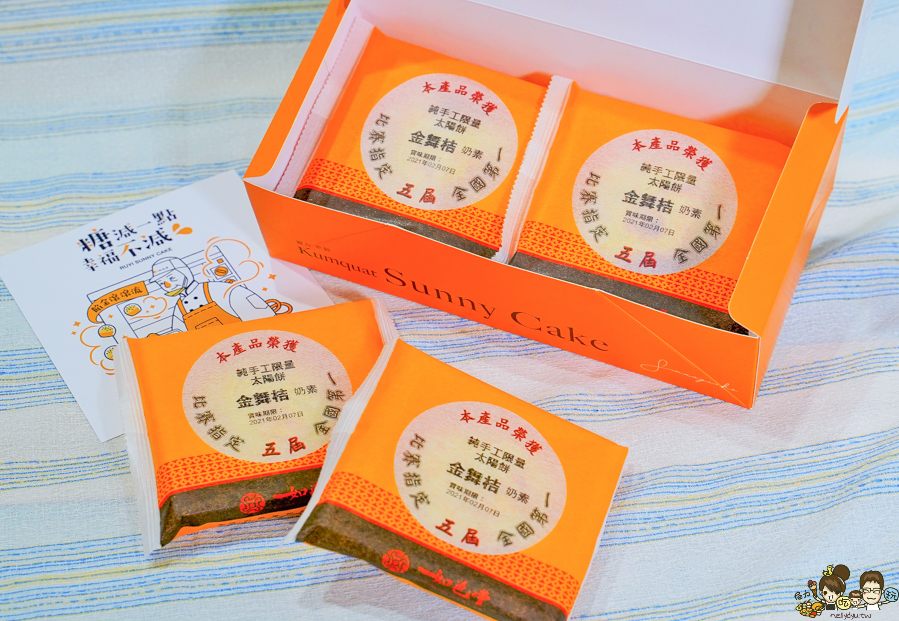 本產品榮獲
純手工限量
太陽餅
金舞桔 奶素
賞味期限：
2021年02月07日
比賽指定
全國第一
五屆
本產品榮獲
純手工限量
太陽餅
金舞桔 奶素
賞味期限：
2021年02月07日
比賽指定
全國第一
五屆
Kumquat Sunny Cake
糖減一點
幸福不減
RUYI SUNNY CAKE
本產品榮獲
純手工限量
太陽餅
金舞桔 奶素
賞味期限：
2021年02月07日
比賽指定
全國第一
五屆
本產品榮獲
純手工限量
太陽餅
金舞桔 奶素
賞味期限：
2021年02月07日
比賽指定
全國第一
五屆
nellydyu.tw